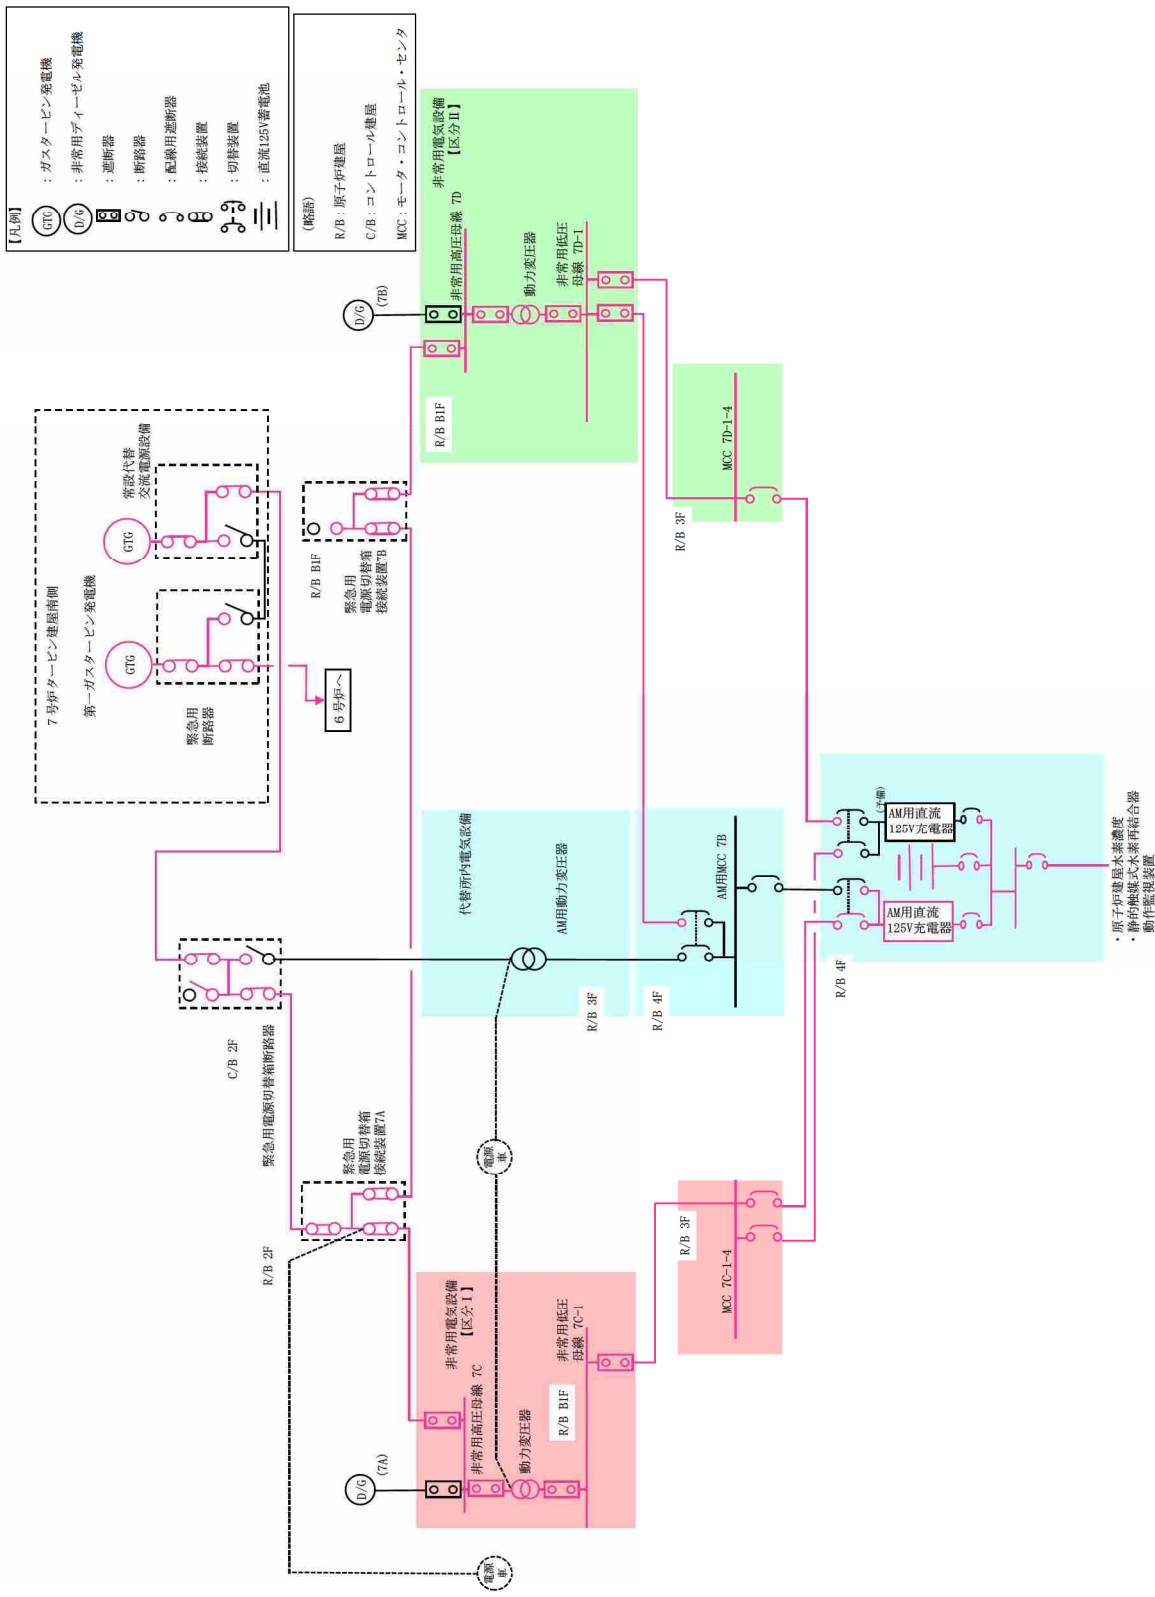 【凡例】
GTG
：ガスタービン発電機
D/G
：非常用ディーゼル発電機
：遮断器
：断路器
：配線用遮断器
：接続装置
：切替装置
：直流125V蓄電池
(略語)
R/B：原子炉建屋
C/B：コントロール建屋
MCC：モータ・コントロール・センタ
7号炉タービン建屋南側
第一ガスタービン発電機
GTG
GTG
常設代替
交流電源設備
緊急用
断路器
6号炉へ
C/B 2F
緊急用電源切替箱断路器
R/B 2F
緊急用
電源切替箱
接続装置7A
R/B B1F
緊急用
電源切替箱
接続装置7B
D/G
(7A)
D/G
(7B)
非常用電気設備
【区分Ⅰ】
非常用高圧母線 7C
動力変圧器
非常用低圧
母線 7C-1
R/B B1F
非常用電気設備
【区分Ⅱ】
非常用高圧母線 7D
動力変圧器
非常用低圧
母線 7D-1
R/B B1F
代替所内電気設備
AM用動力変圧器
R/B 3F
電源
車
電源
車
R/B 4F
AM用MCC 7B
R/B 3F
MCC 7C-1-4
R/B 3F
MCC 7D-1-4
R/B 4F
AM用直流
125V充電器
(予備)
AM用直流
125V充電器
・原子炉建屋水素濃度
・静的触媒式水素再結合器
動作監視装置